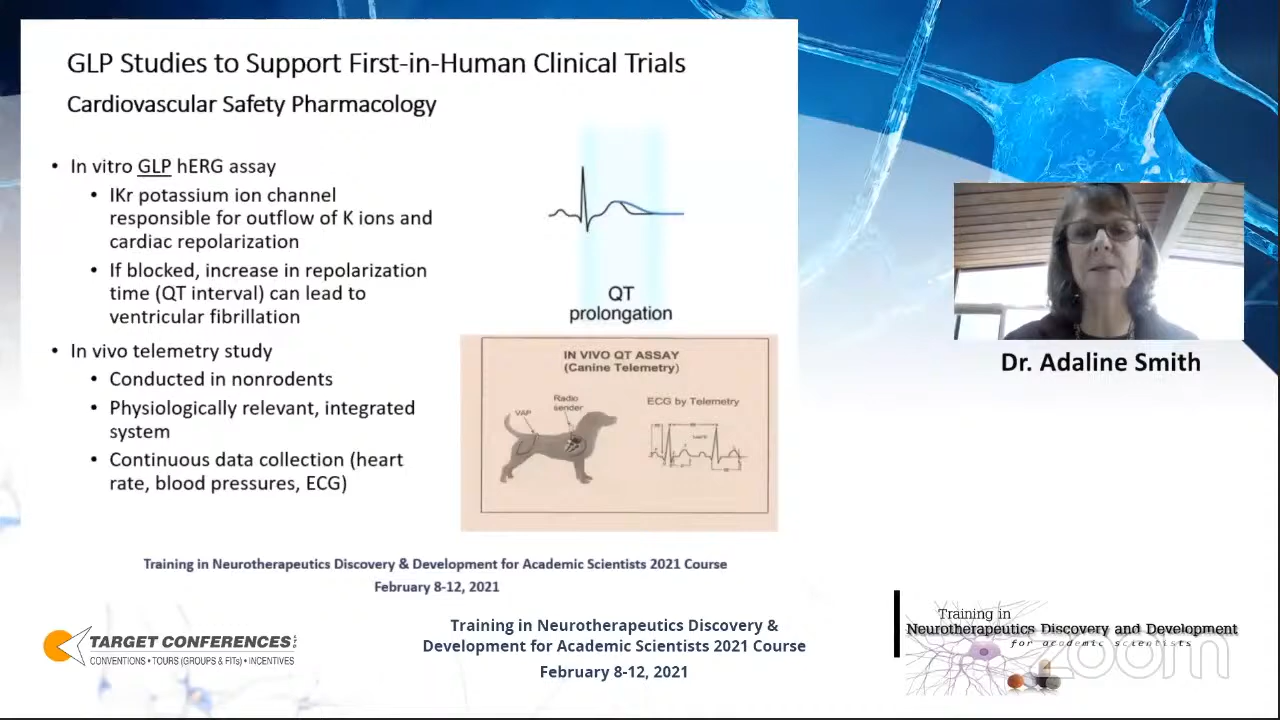 GLP Studies to Support First-in-Human Clinical Trials
Cardiovascular Safety Pharmacology
• In vitro GLP hERG assay
• IKr potassium ion channel
responsible for outflow of K ions and
cardiac repolarization
• If blocked, increase in repolarization
time (QT interval) can lead to
ventricular fibrillation
• In vivo telemetry study
• Conducted in nonrodents
• Physiologically relevant, integrated
system
• Continuous data collection (heart
rate, blood pressures, ECG)
QT
prolongation
IN VIVO QT ASSAY
(Canine Telemetry)
VAP
Radio
sender
ECG by Telemetry
Dr. Adaline Smith
Training in Neurotherapeutics Discovery & Development for Academic Scientists 2021 Course
February 8-12, 2021
TARGET CONFERENCES
CONVENTIONS • TOURS (GROUPS & FITs) • INCENTIVES
Training in Neurotherapeutics Discovery &
Development for Academic Scientists 2021 Course
February 8-12, 2021
Training in
Neurotherapeutics Discovery and Development
for academic scientists
zoom